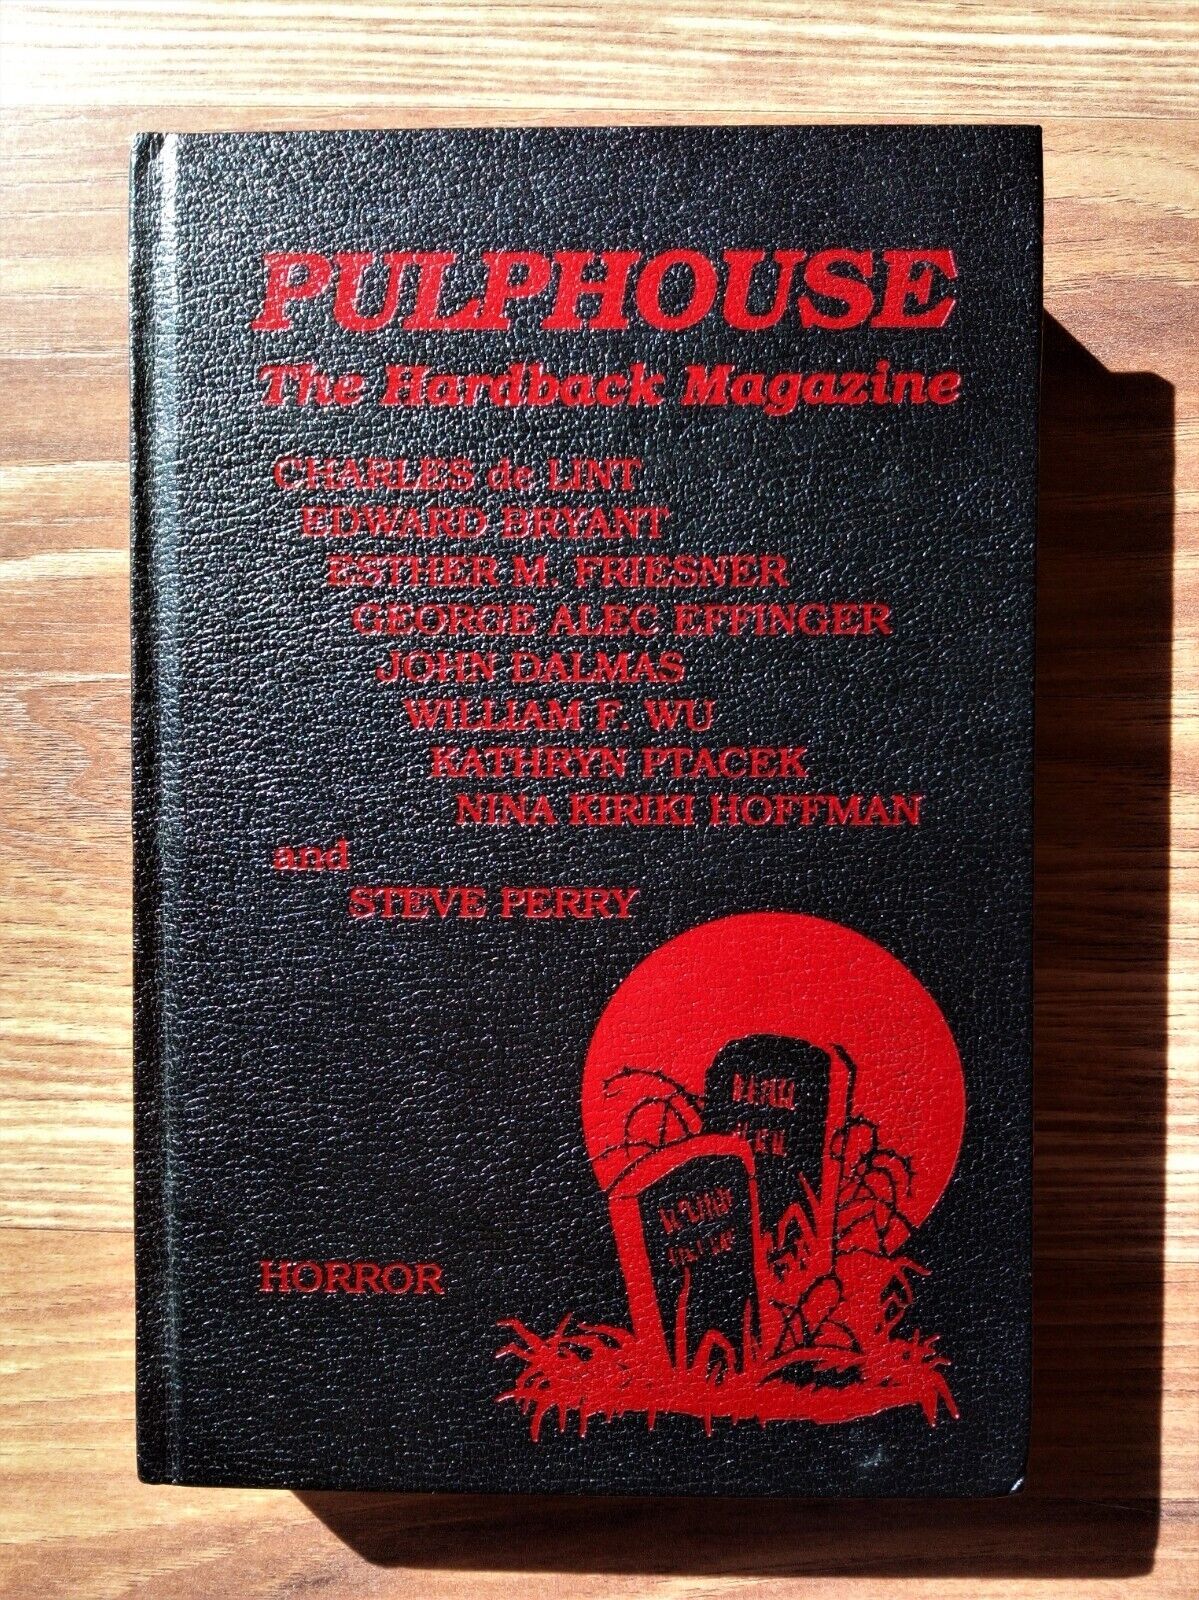 PULPHOUSE
The Hardback Magazine
CHARLES de LINT
EDWARD BRYANT
ESTHER M. FRIESNER
GEORGE ALEC EFFINGER
JOHN DALMAS
WILLIAM F. WU
KATHRYN PTACEK
NINA KIRIKI HOFFMAN
and
STEVE PERRY
HORROR